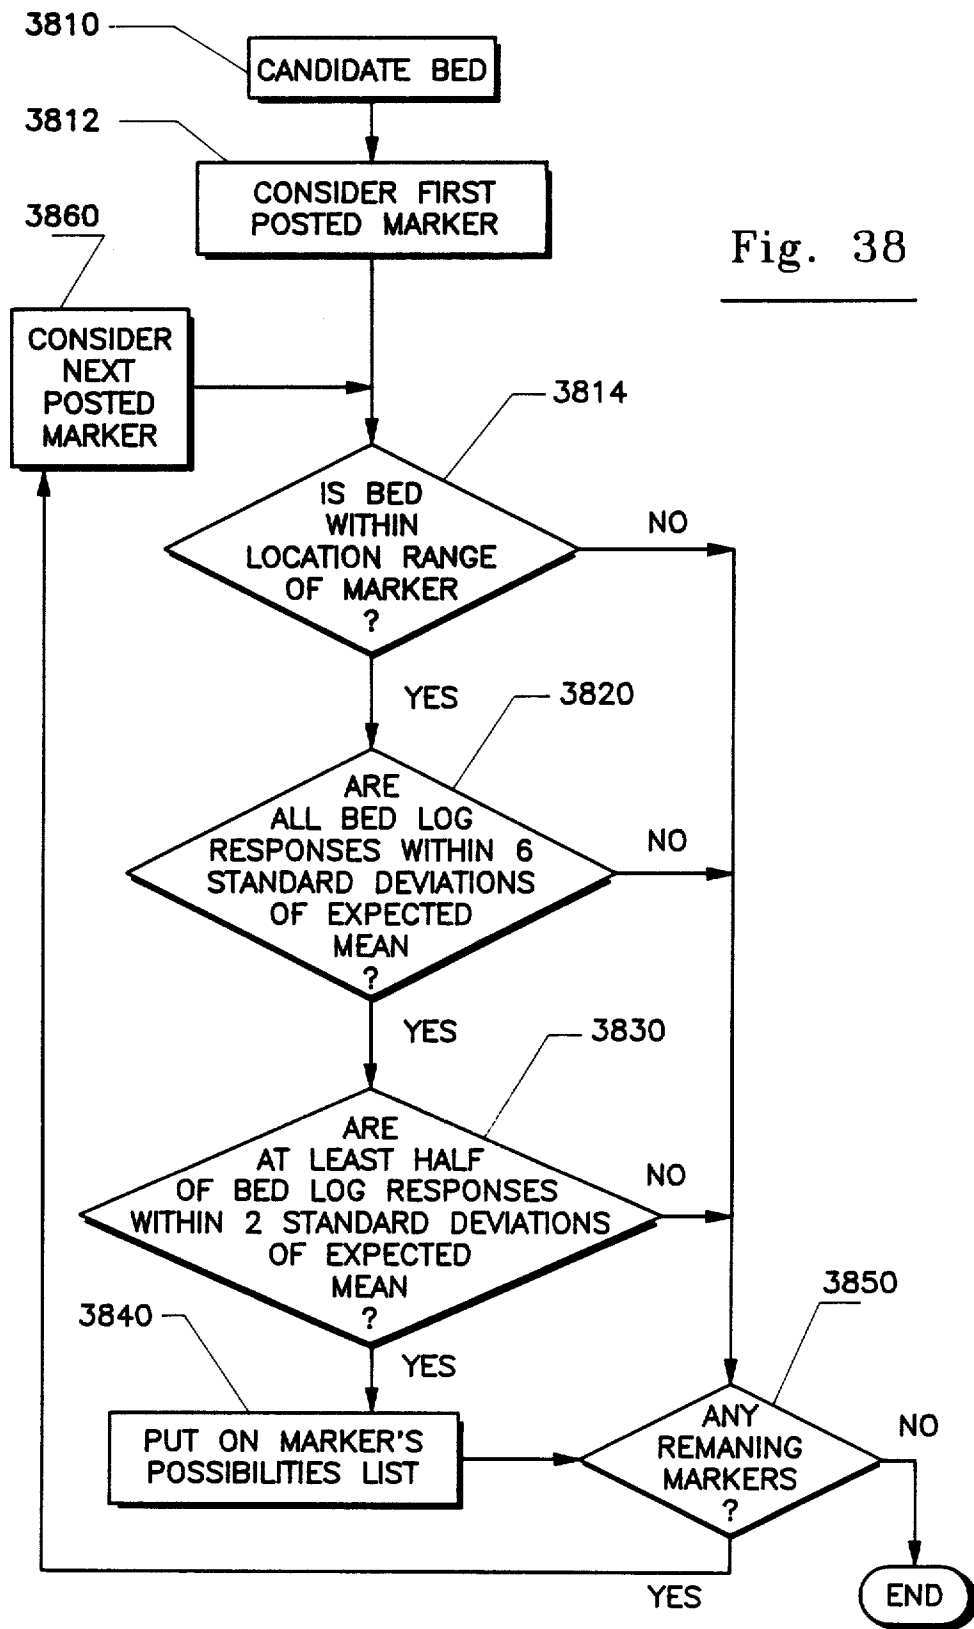 3810
CANDIDATE BED
3812
CONSIDER FIRST
POSTED MARKER
3860
Fig. 38
CONSIDER
NEXT
POSTED
MARKER
3814
IS BED
WITHIN
LOCATION RANGE
OF MARKER
?
NO
YES
3820
ARE
ALL BED LOG
RESPONSES WITHIN 6
STANDARD DEVIATIONS
OF EXPECTED
MEAN
?
NO
YES
3830
ARE
AT LEAST HALF
OF BED LOG RESPONSES
WITHIN 2 STANDARD DEVIATIONS
OF EXPECTED
MEAN
?
NO
3840
YES
3850
PUT ON MARKER'S
POSSIBILITIES LIST
ANY
REMANING
MARKERS
?
NO
YES
END